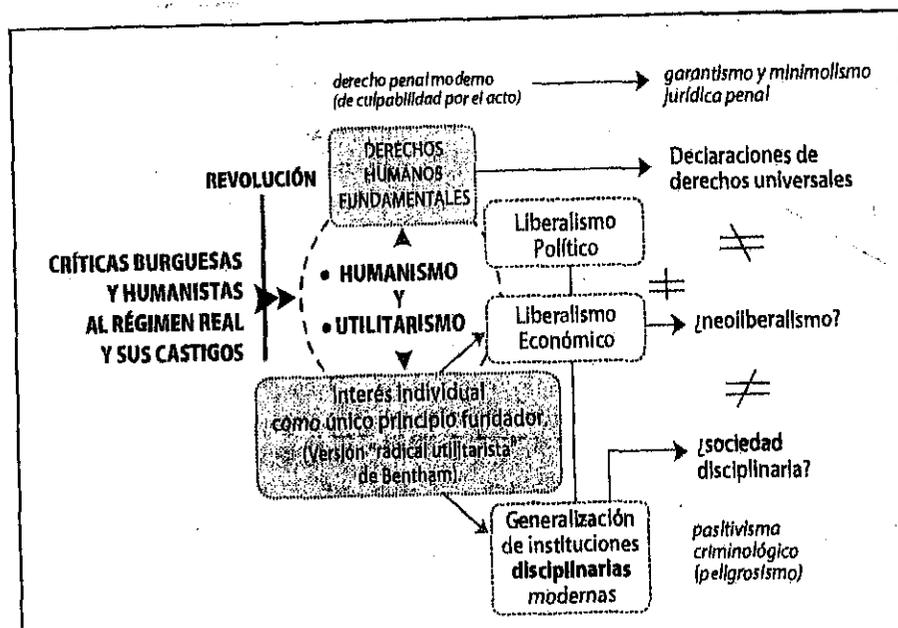 derecho penal moderno
(de culpabilidad por el acto)
garantismo y minimolismo
jurídica penal
DERECHOS
HUMANOS
FUNDAMENTALES
Declaraciones de
derechos universales
REVOLUCIÓN
Liberalismo
Político
CRÍTICAS BURGUESAS
Y HUMANISTAS
AL RÉGIMEN REAL
Y SUS CASTIGOS
• HUMANISMO
Y
• UTILITARISMO
Liberalismo
Económico
¿neoliberalismo?
Interés individual
como único principio fundador
(Versión "radical utilitarista"
de Bentham).
¿sociedad
disciplinaria?
Generalización
de instituciones
disciplinarias
modernas
pasitivisma
criminológico
(peligrosismo)